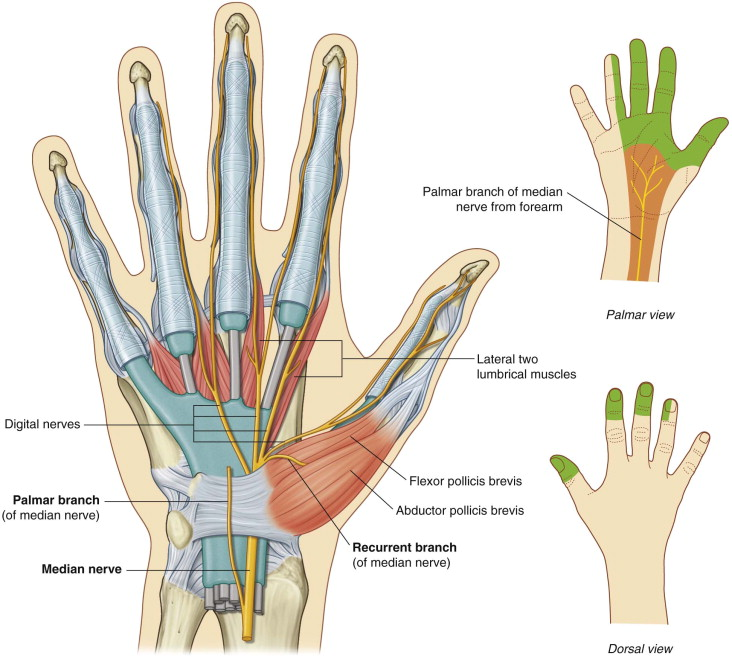 Palmar branch of median
nerve from forearm
Palmar view
Lateral two
lumbrical muscles
Digital nerves
Flexor pollicis brevis
Palmar branch
(of median nerve)
Abductor pollicis brevis
Recurrent branch
(of median nerve)
Median nerve
Dorsal view